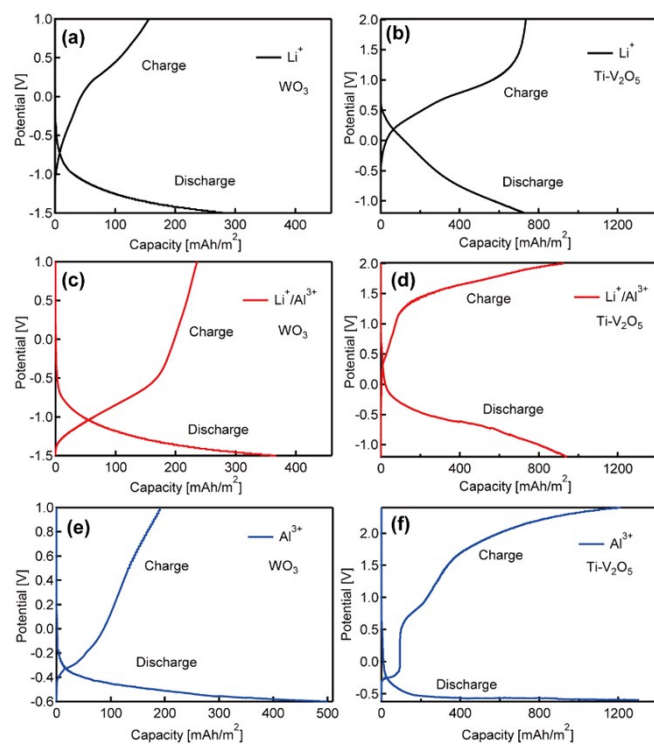 (a)
Li⁺
WO₃
Charge
Discharge
Potential [V]
1.0
0.5
0.0
-0.5
-1.0
-1.5
0
100
200
300
400
Capacity [mAh/m²]
(b)
Li⁺
Ti-V₂O₅
Charge
Discharge
Potential [V]
2.0
1.5
1.0
0.5
0.0
-0.5
-1.0
0
400
800
1200
Capacity [mAh/m²]
(c)
Li⁺/Al³⁺
WO₃
Charge
Discharge
Potential [V]
1.0
0.5
0.0
-0.5
-1.0
-1.5
0
100
200
300
400
Capacity [mAh/m²]
(d)
Li⁺/Al³⁺
Ti-V₂O₅
Charge
Discharge
Potential [V]
2.0
1.5
1.0
0.5
0.0
-0.5
-1.0
0
400
800
1200
Capacity [mAh/m²]
(e)
Al³⁺
WO₃
Charge
Discharge
Potential [V]
1.0
0.8
0.6
0.4
0.2
0.0
-0.2
-0.4
-0.6
0
100
200
300
400
500
Capacity [mAh/m²]
(f)
Al³⁺
Ti-V₂O₅
Charge
Discharge
Potential [V]
2.0
1.5
1.0
0.5
0.0
-0.5
0
400
800
1200
Capacity [mAh/m²]